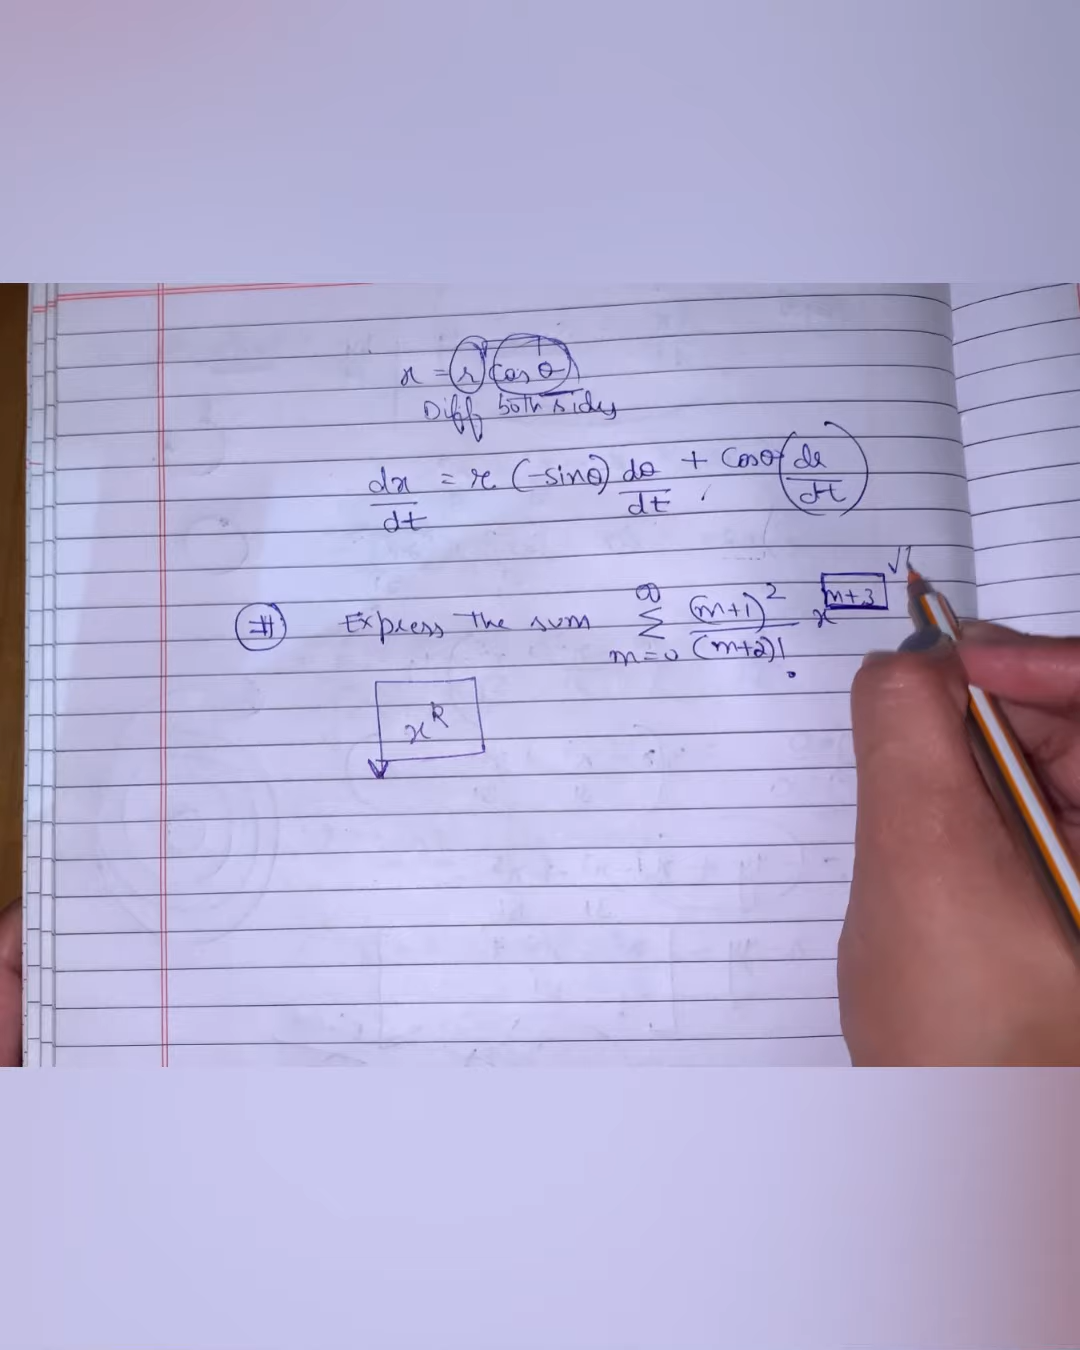 x = r cos θ
Diff both sides
dx/dt = r (-sinθ) dθ/dt + cosθ dr/dt
# Express the sum ∞ Σ m=0 (m+1)²/(m+2)! x^m+3
x^k